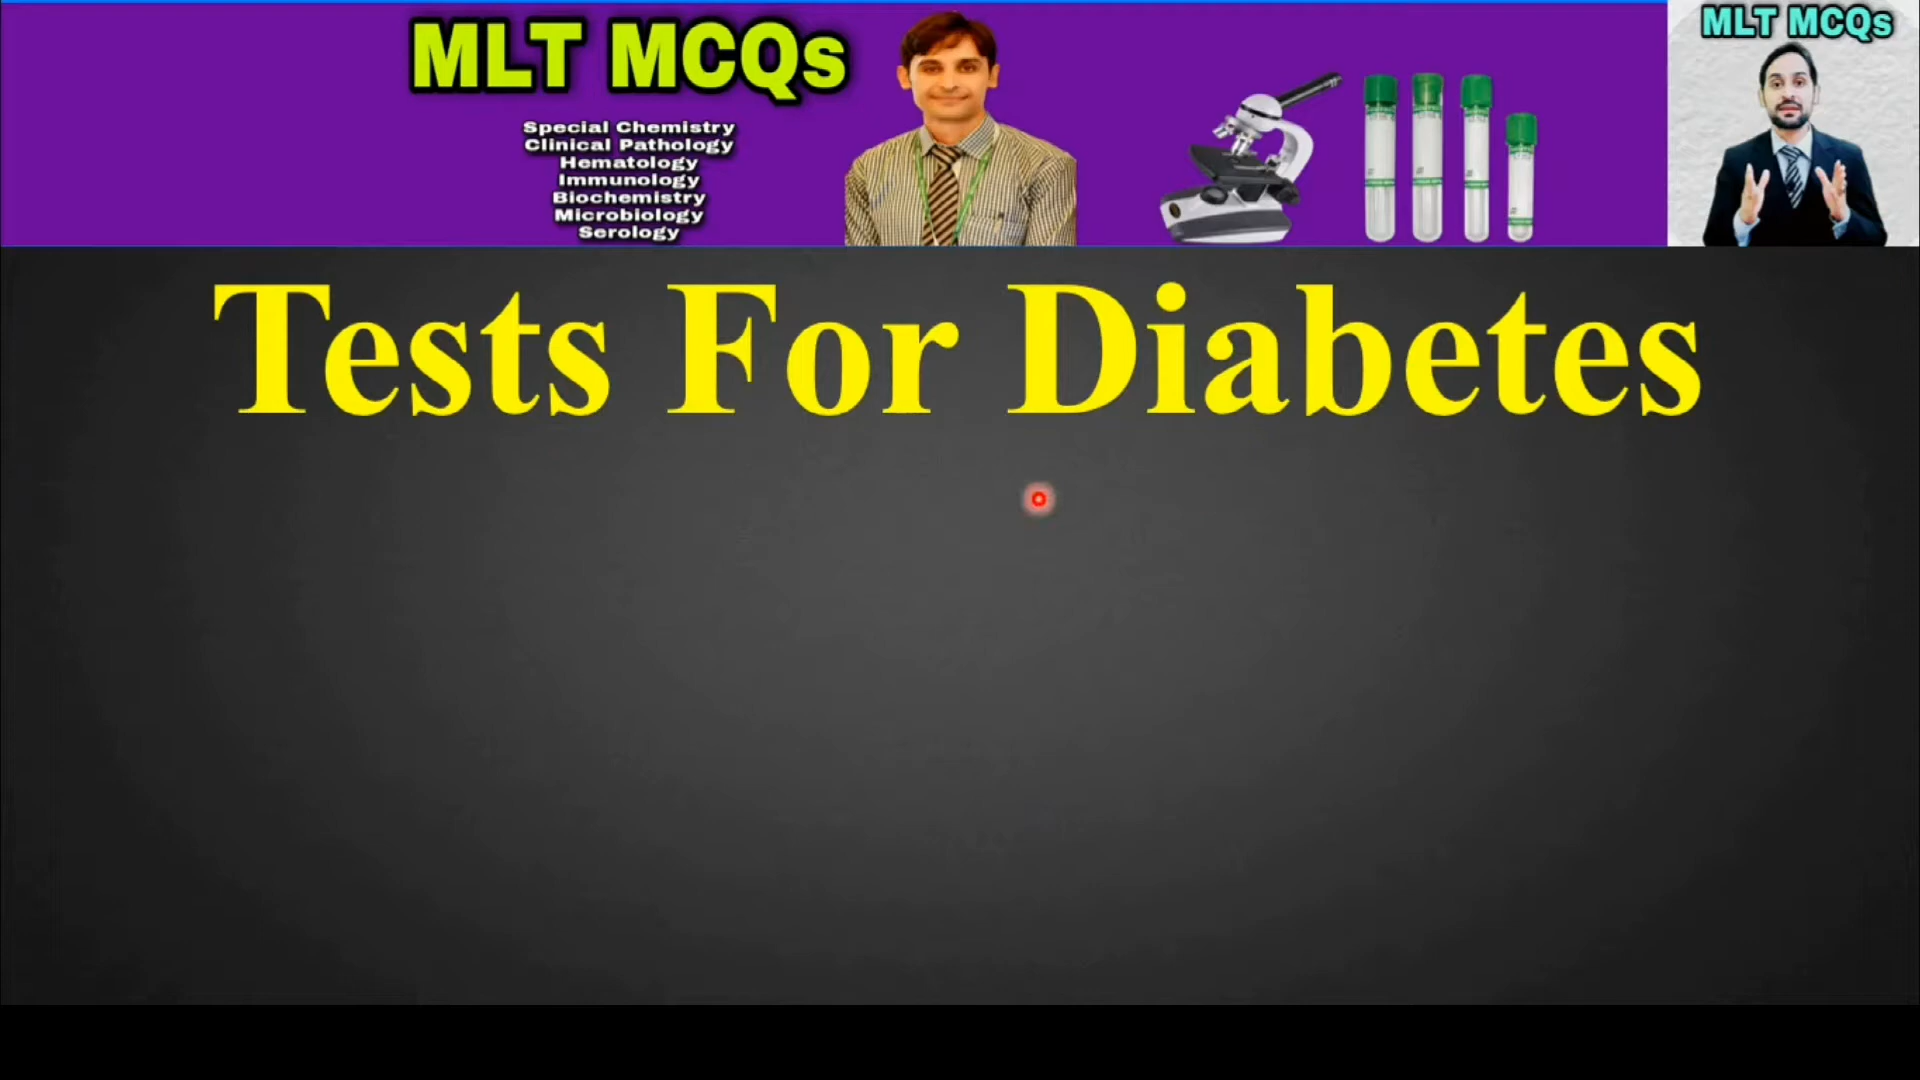 MLT MCQs
Special Chemistry
Clinical Pathology
Hematology
Immunology
Biochemistry
Microbiology
Serology
MLT MCQs
Tests For Diabetes